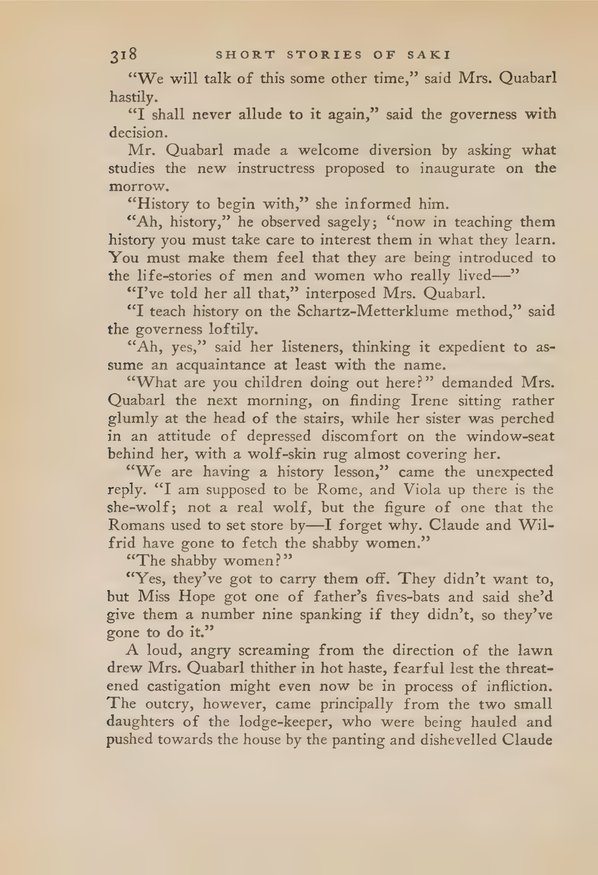 318 SHORT STORIES OF SAKI
“We will talk of this some other time,” said Mrs. Quabarl
hastily.
“I shall never allude to it again,” said the governess with
decision.
Mr. Quabarl made a welcome diversion by asking what
studies the new instructress proposed to inaugurate on the
morrow.
“History to begin with,” she informed him.
“Ah, history,” he observed sagely; “now in teaching them
history you must take care to interest them in what they learn.
You must make them feel that they are being introduced to
the life-stories of men and women who really lived—”
“I’ve told her all that,” interposed Mrs. Quabarl.
“I teach history on the Schartz-Metterklume method,” said
the governess loftily.
“Ah, yes,” said her listeners, thinking it expedient to as-
sume an acquaintance at least with the name.
“What are you children doing out here?” demanded Mrs.
Quabarl the next morning, on finding Irene sitting rather
glumly at the head of the stairs, while her sister was perched
in an attitude of depressed discomfort on the window-seat
behind her, with a wolf-skin rug almost covering her.
“We are having a history lesson,” came the unexpected
reply. “I am supposed to be Rome, and Viola up there is the
she-wolf; not a real wolf, but the figure of one that the
Romans used to set store by—I forget why. Claude and Wil-
frid have gone to fetch the shabby women.”
“The shabby women?”
“Yes, they’ve got to carry them off. They didn’t want to,
but Miss Hope got one of father’s fives-bats and said she’d
give them a number nine spanking if they didn’t, so they’ve
gone to do it.”
A loud, angry screaming from the direction of the lawn
drew Mrs. Quabarl thither in hot haste, fearful lest the threat-
ened castigation might even now be in process of infliction.
The outcry, however, came principally from the two small
daughters of the lodge-keeper, who were being hauled and
pushed towards the house by the panting and dishevelled Claude